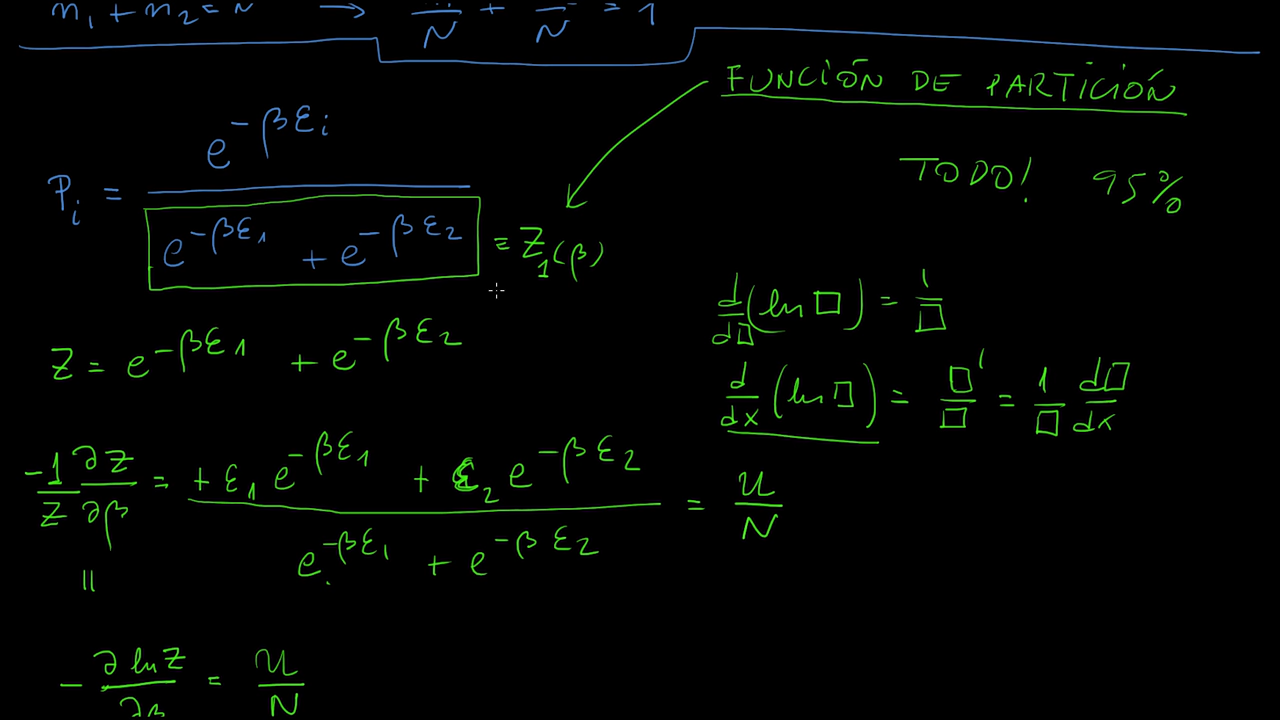 n₁ + n₂ = N → n₁/N + n₂/N = 1
FUNCIÓN DE PARTICIÓN
TODO! 95%
Pᵢ = e^(-βεᵢ) / (e^(-βε₁) + e^(-βε₂))
= Z₁(β)
d/d□ (ln □) = 1/□
Z = e^(-βε₁) + e^(-βε₂)
d/dx (ln □) = □'/□ = 1/□ d□/dx
-1/Z ∂Z/∂β = (+ε₁ e^(-βε₁) + ε₂ e^(-βε₂)) / (e^(-βε₁) + e^(-βε₂)) = U/N
||
- ∂ ln Z/∂β = U/N